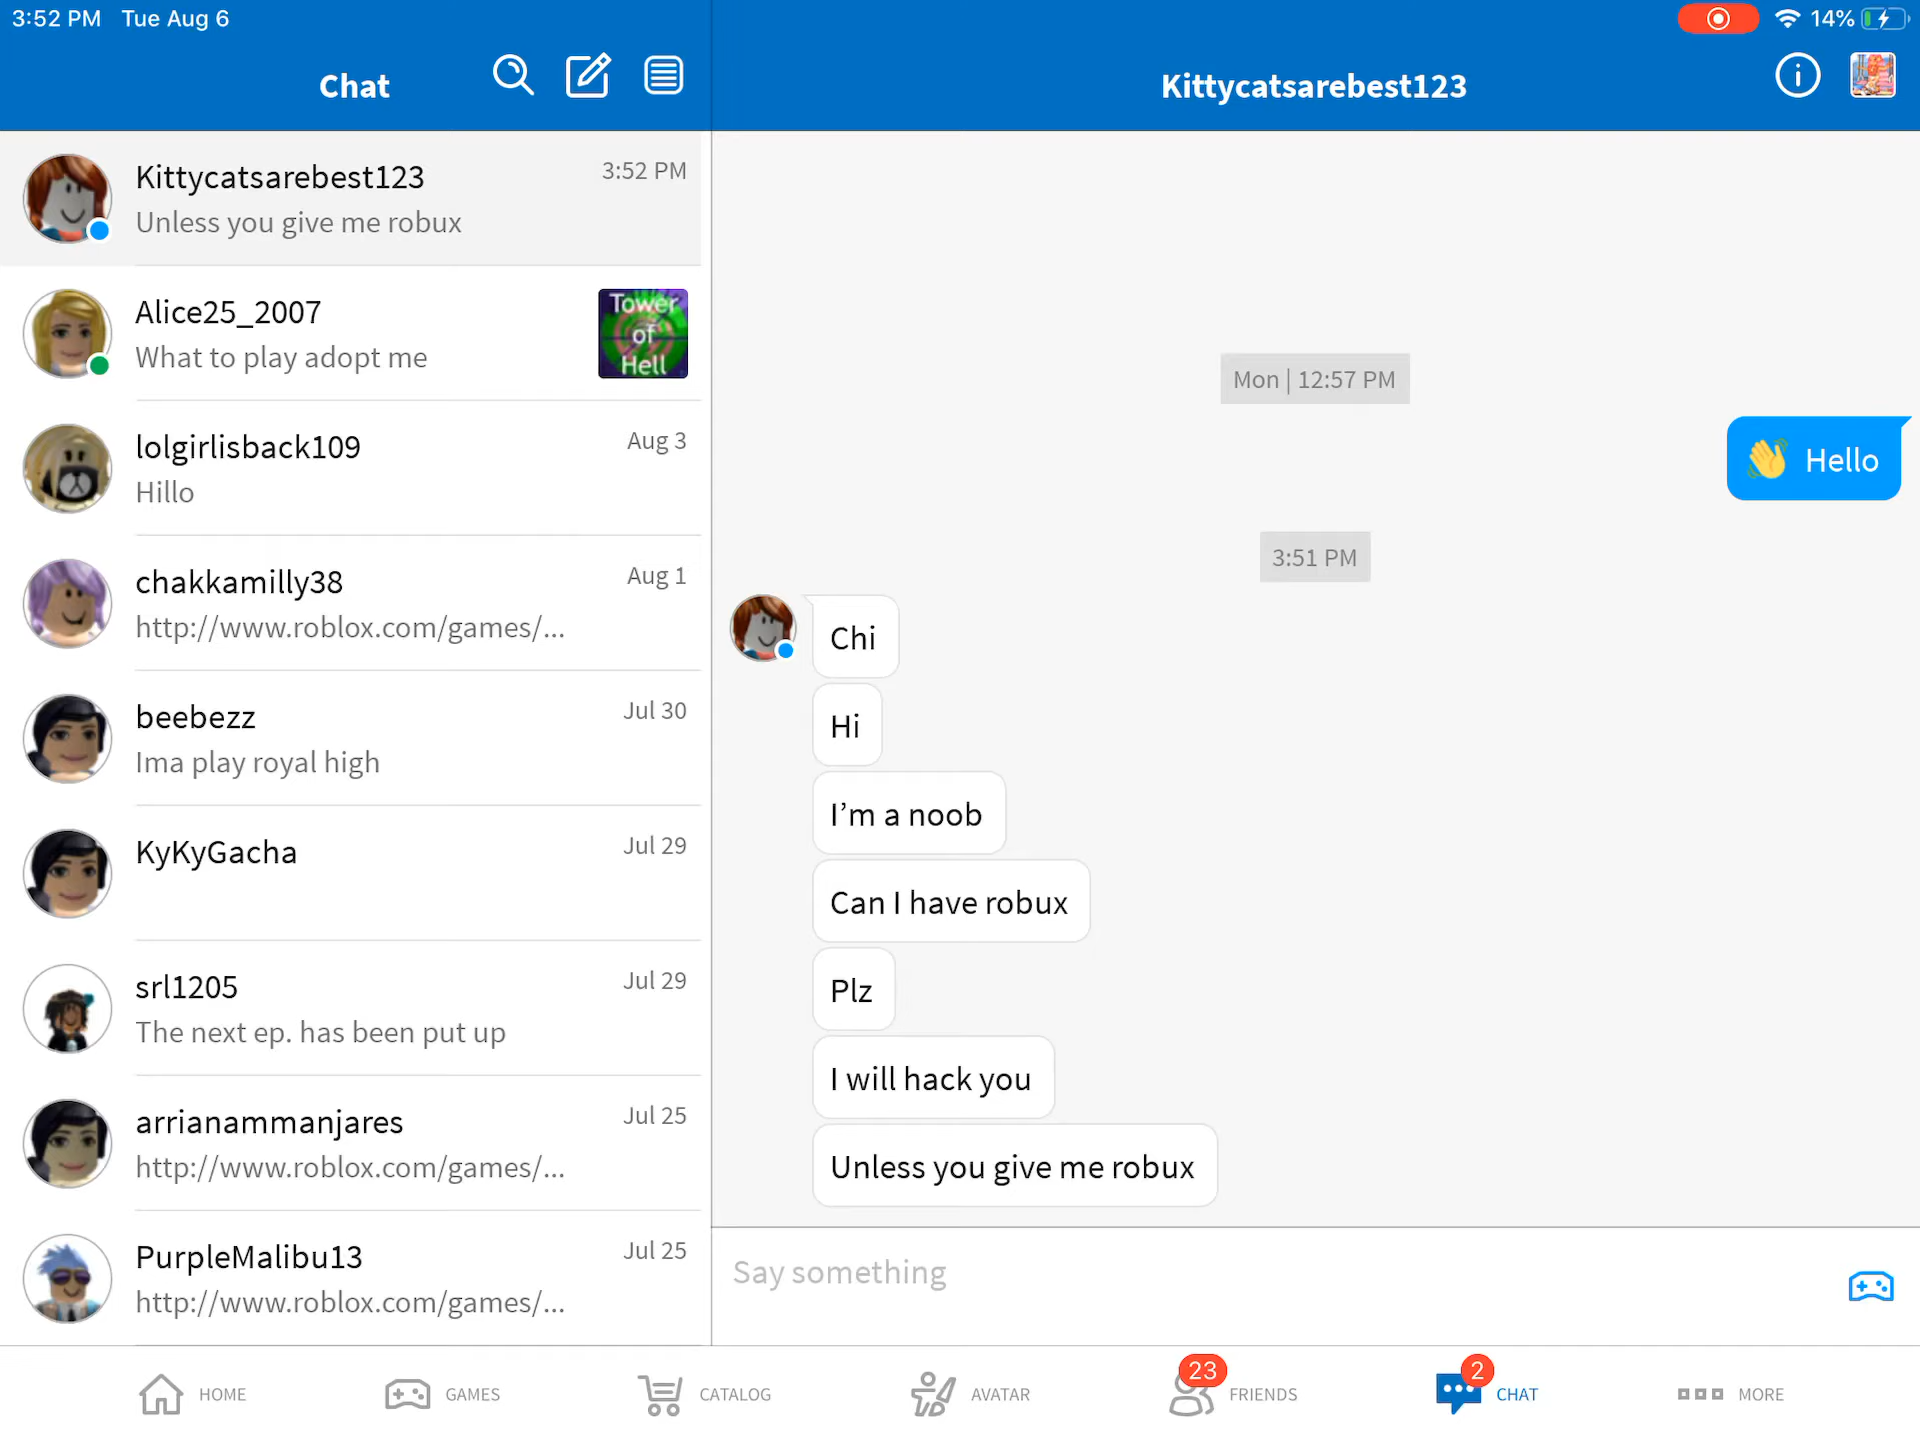 3:52 PM Tue Aug 6
14%
Chat
Kittycatsarebest123
Kittycatsarebest123
3:52 PM
Unless you give me robux
Alice25_2007
What to play adopt me
Tower
of
Hell
lolgirlisback109
Aug 3
Hillo
chakkamilly38
Aug 1
http://www.roblox.com/games/...
beebezz
Jul 30
Ima play royal high
KyKyGacha
Jul 29
srl1205
Jul 29
The next ep. has been put up
arrianammanjares
Jul 25
http://www.roblox.com/games/...
PurpleMalibu13
Jul 25
http://www.roblox.com/games/...
Mon | 12:57 PM
👋 Hello
3:51 PM
Chi
Hi
I’m a noob
Can I have robux
Plz
I will hack you
Unless you give me robux
Say something
HOME
GAMES
CATALOG
AVATAR
23
FRIENDS
2
CHAT
MORE